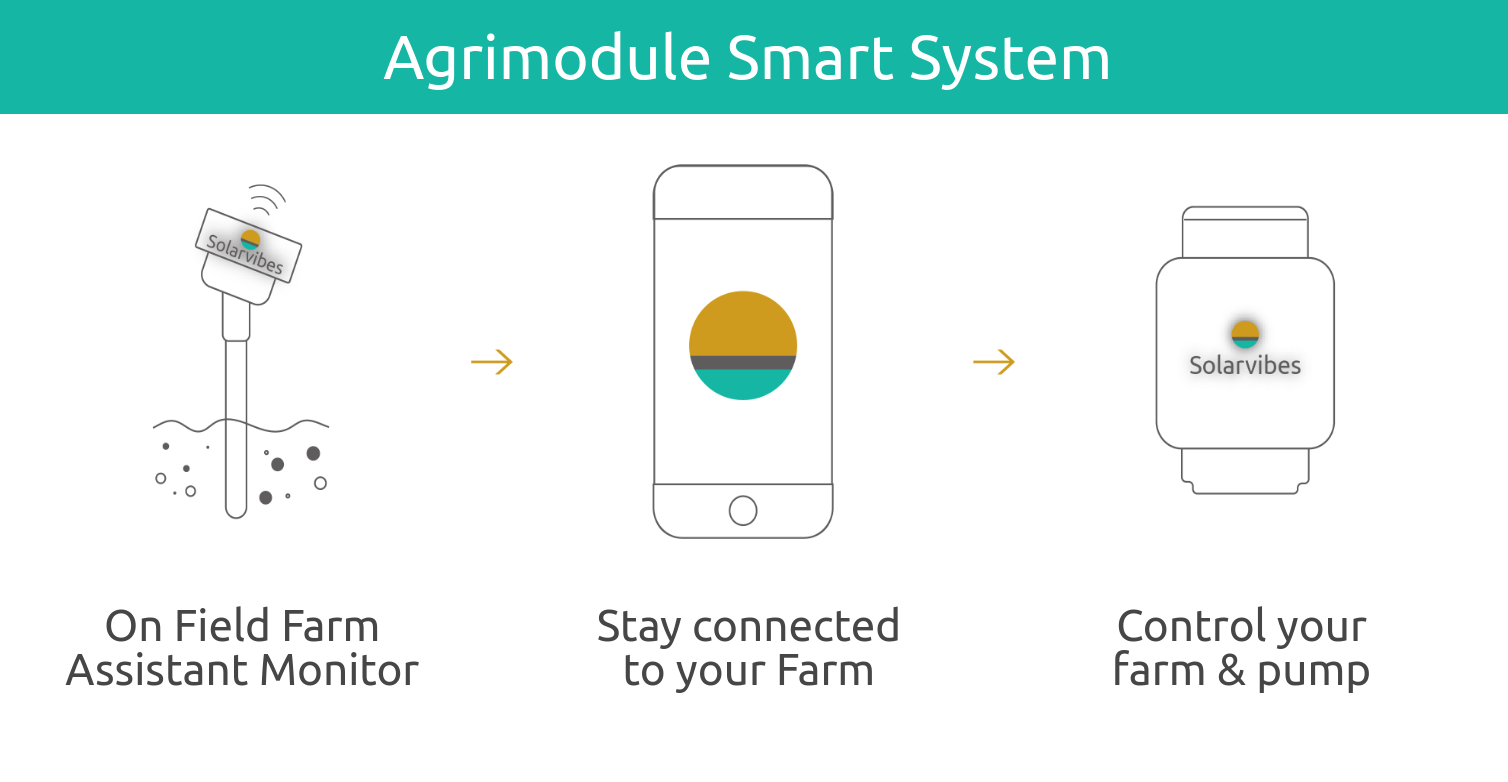 Agrimodule Smart System
Solarvibes
Solarvibes
On Field Farm
Assistant Monitor
Stay connected
to your Farm
Control your
farm & pump